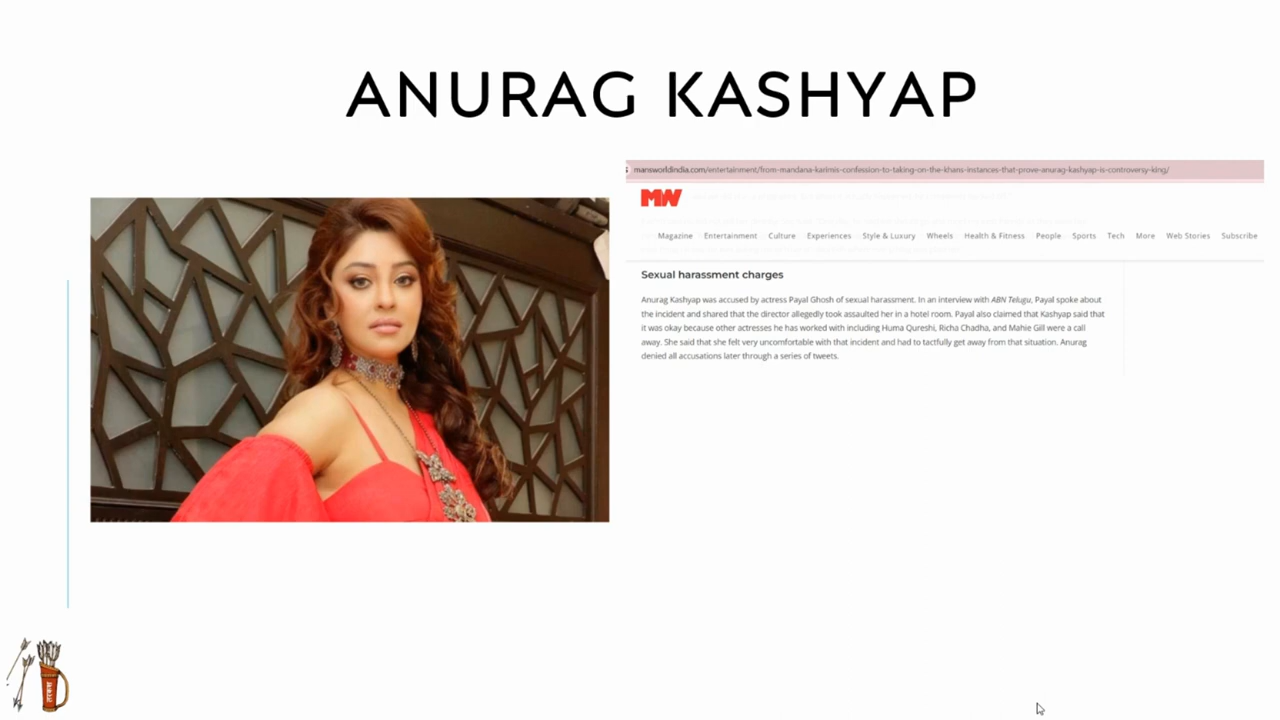 ANURAG KASHYAP
mansworldindia.com/entertainment/from-mandana-karimis-confession-to-taking-on-the-khans-instances-that-prove-anurag-kashyap-is-controversy-king/
MW
Magazine Entertainment Culture Experiences Style & Luxury Wheels Health & Fitness People Sports Tech More Web Stories Subscribe
Sexual harassment charges
Anurag Kashyap was accused by actress Payal Ghosh of sexual harassment. In an interview with ABN Telugu, Payal spoke about
the incident and shared that the director allegedly took assaulted her in a hotel room. Payal also claimed that Kashyap said that
it was okay because other actresses he has worked with including Huma Qureshi, Richa Chadha, and Mahie Gill were a call
away. She said that she felt very uncomfortable with that incident and had to tactfully get away from that situation. Anurag
denied all accusations later through a series of tweets.
तरकश